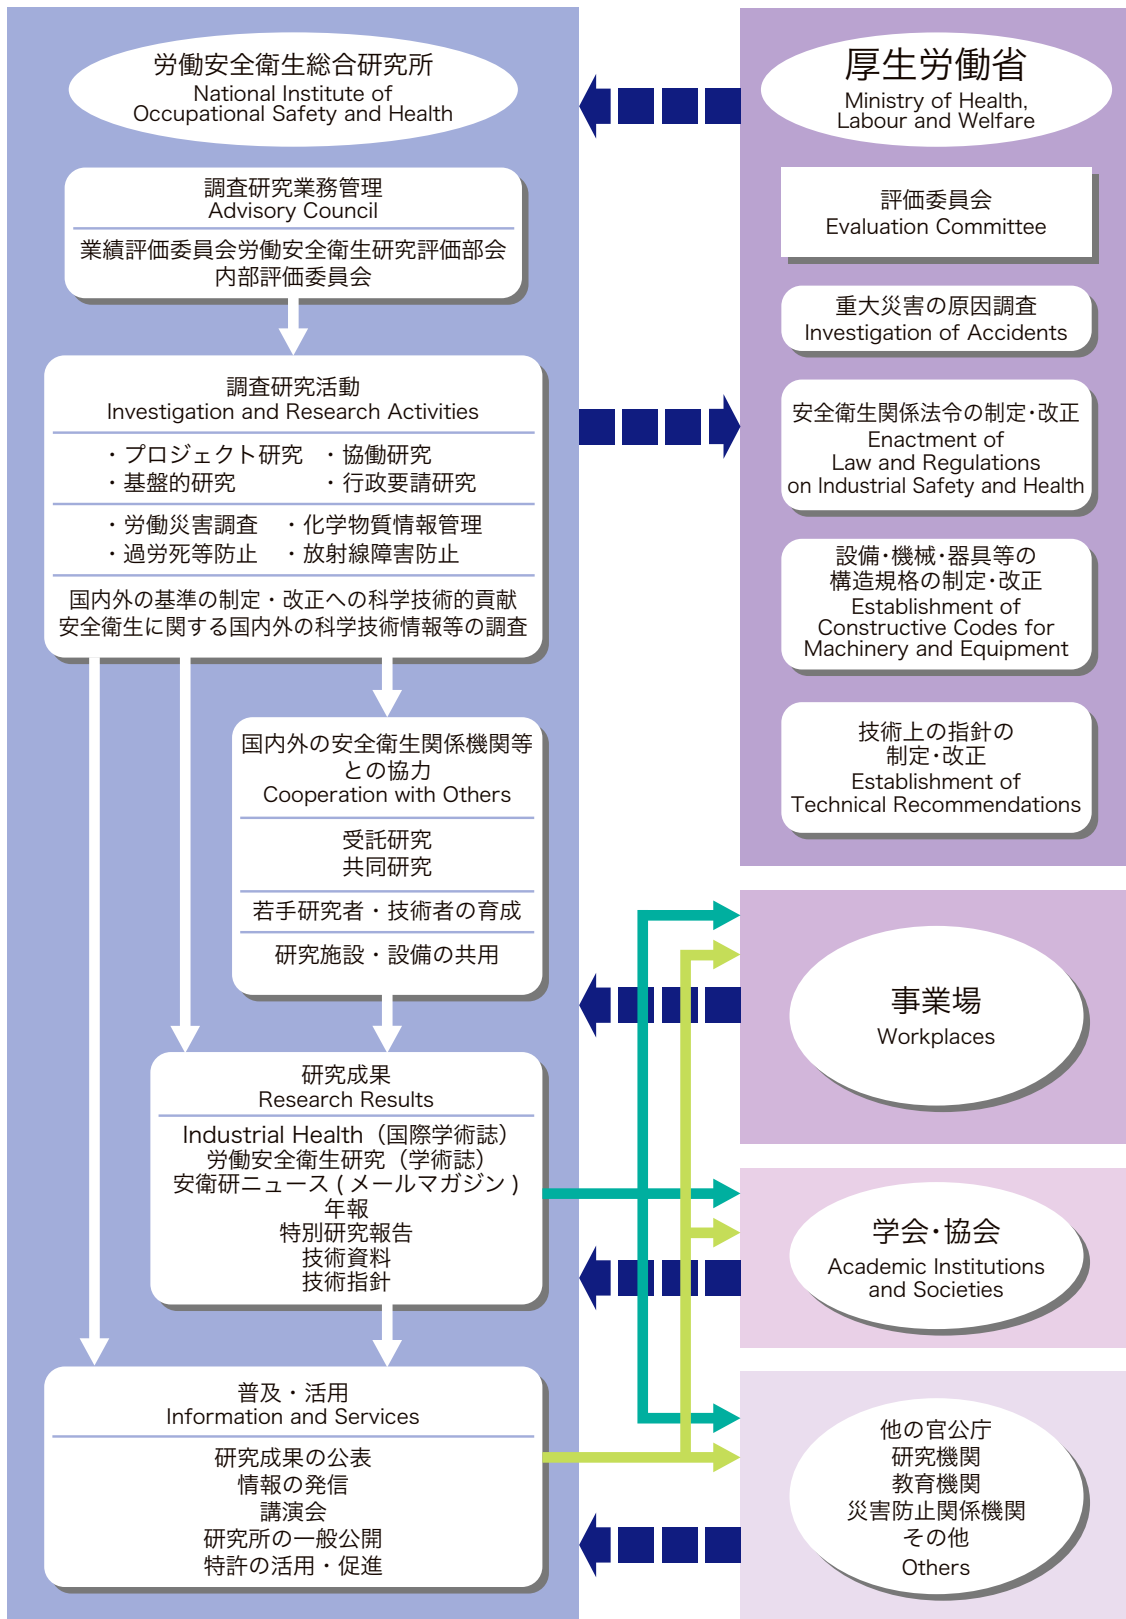 労働安全衛生総合研究所
National Institute of
Occupational Safety and Health
調査研究業務管理
Advisory Council
業績評価委員会労働安全衛生研究評価部会
内部評価委員会
調査研究活動
Investigation and Research Activities
・プロジェクト研究 ・協働研究
・基盤的研究 ・行政要請研究
・労働災害調査 ・化学物質情報管理
・過労死等防止 ・放射線障害防止
国内外の基準の制定・改正への科学技術的貢献
安全衛生に関する国内外の科学技術情報等の調査
国内外の安全衛生関係機関等
との協力
Cooperation with Others
受託研究
共同研究
若手研究者・技術者の育成
研究施設・設備の共用
研究成果
Research Results
Industrial Health（国際学術誌）
労働安全衛生研究（学術誌）
安衛研ニュース ( メールマガジン )
年報
特別研究報告
技術資料
技術指針
普及・活用
Information and Services
研究成果の公表
情報の発信
講演会
研究所の一般公開
特許の活用・促進
厚生労働省
Ministry of Health,
Labour and Welfare
評価委員会
Evaluation Committee
重大災害の原因調査
Investigation of Accidents
安全衛生関係法令の制定・改正
Enactment of
Law and Regulations
on Industrial Safety and Health
設備・機械・器具等の
構造規格の制定・改正
Establishment of
Constructive Codes for
Machinery and Equipment
技術上の指針の
制定・改正
Establishment of
Technical Recommendations
事業場
Workplaces
学会・協会
Academic Institutions
and Societies
他の官公庁
研究機関
教育機関
災害防止関係機関
その他
Others